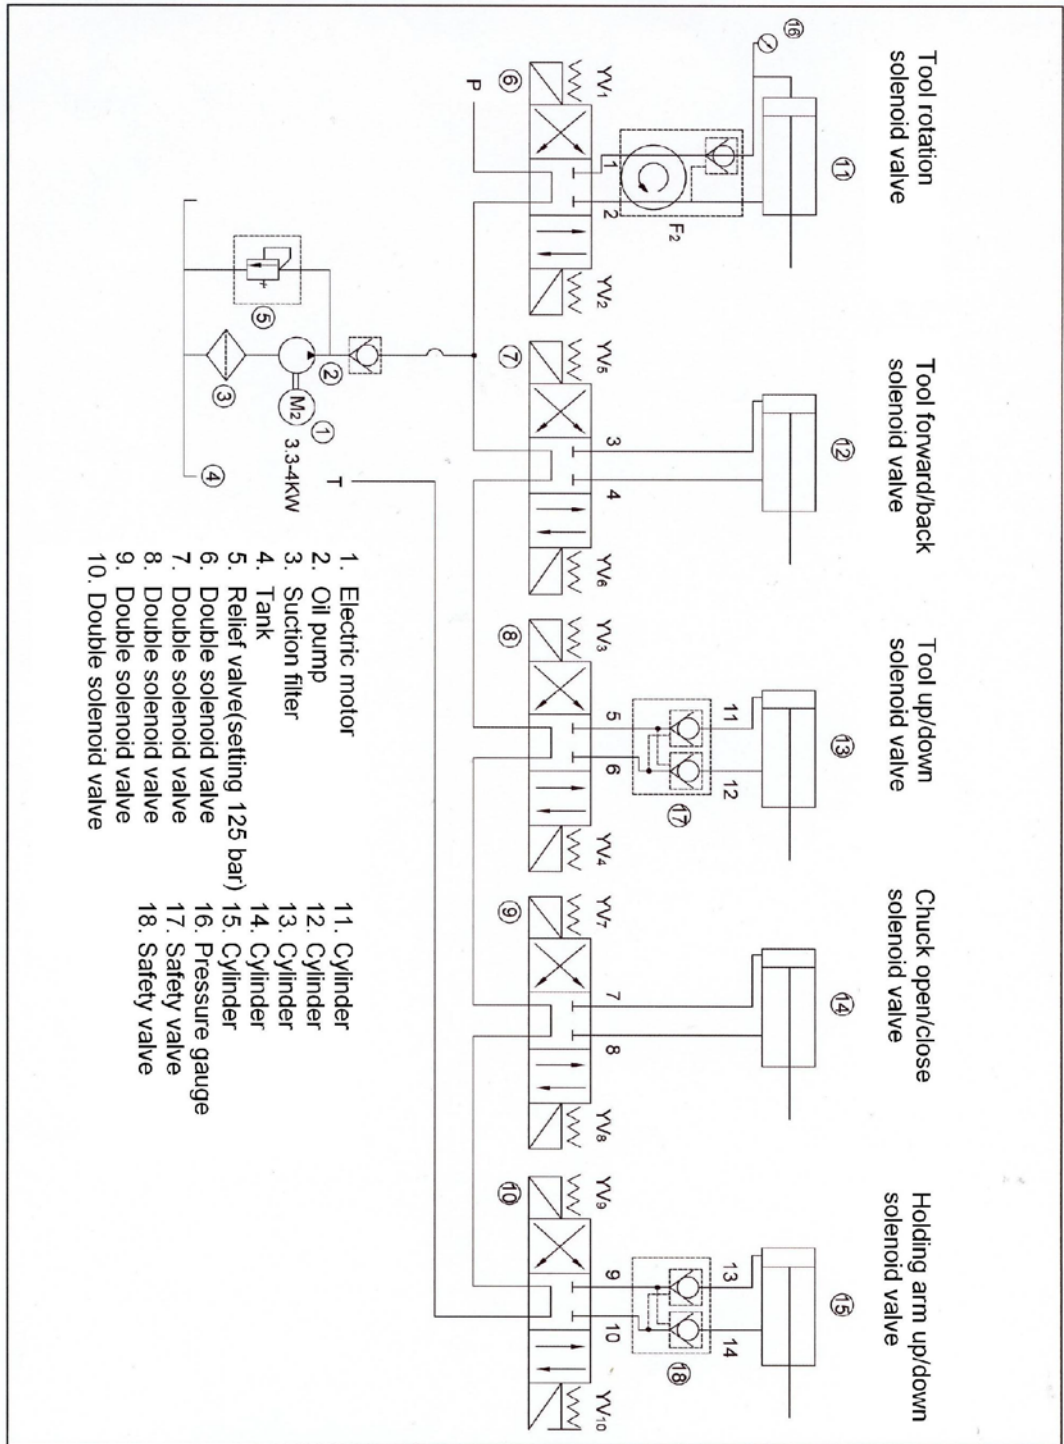 Tool rotation
solenoid valve
Tool forward/back
solenoid valve
Tool up/down
solenoid valve
Chuck open/close
solenoid valve
Holding arm up/down
solenoid valve
16
11
12
13
14
15
F2
11
12
17
13
14
18
1
2
3
4
5
6
7
8
9
10
YV1
YV2
YV5
YV6
YV3
YV4
YV7
YV8
YV9
YV10
6
7
8
9
10
P
5
2
1
M2
3.3-4KW
3
4
T
1. Electric motor
2. Oil pump
3. Suction filter
4. Tank
5. Relief valve(setting 125 bar)
6. Double solenoid valve
7. Double solenoid valve
8. Double solenoid valve
9. Double solenoid valve
10. Double solenoid valve
11. Cylinder
12. Cylinder
13. Cylinder
14. Cylinder
15. Cylinder
16. Pressure gauge
17. Safety valve
18. Safety valve